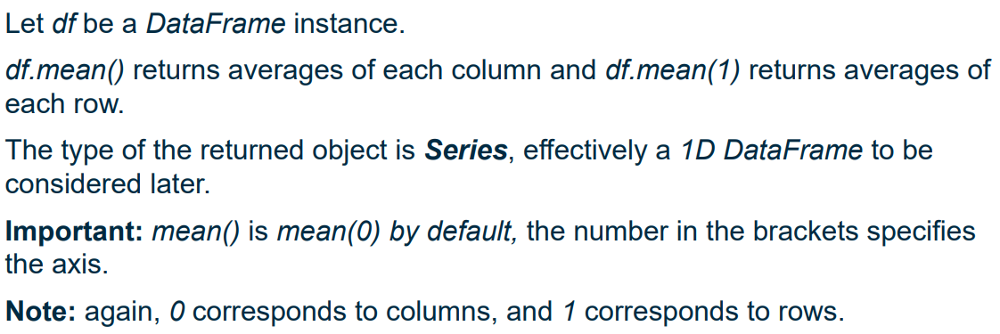 Let df be a DataFrame instance.
df.mean() returns averages of each column and df.mean(1) returns averages of
each row.
The type of the returned object is Series, effectively a 1D DataFrame to be
considered later.
Important: mean() is mean(0) by default, the number in the brackets specifies
the axis.
Note: again, 0 corresponds to columns, and 1 corresponds to rows.